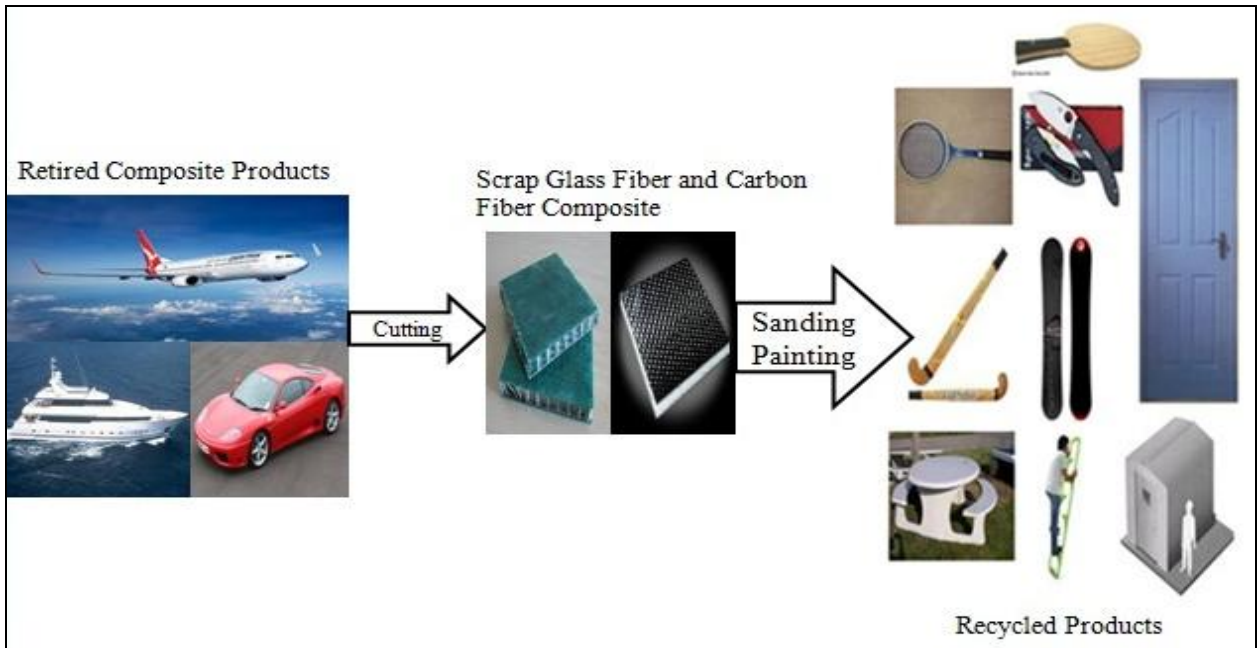 Retired Composite Products
Cutting
Scrap Glass Fiber and Carbon
Fiber Composite
Sanding
Painting
Recycled Products